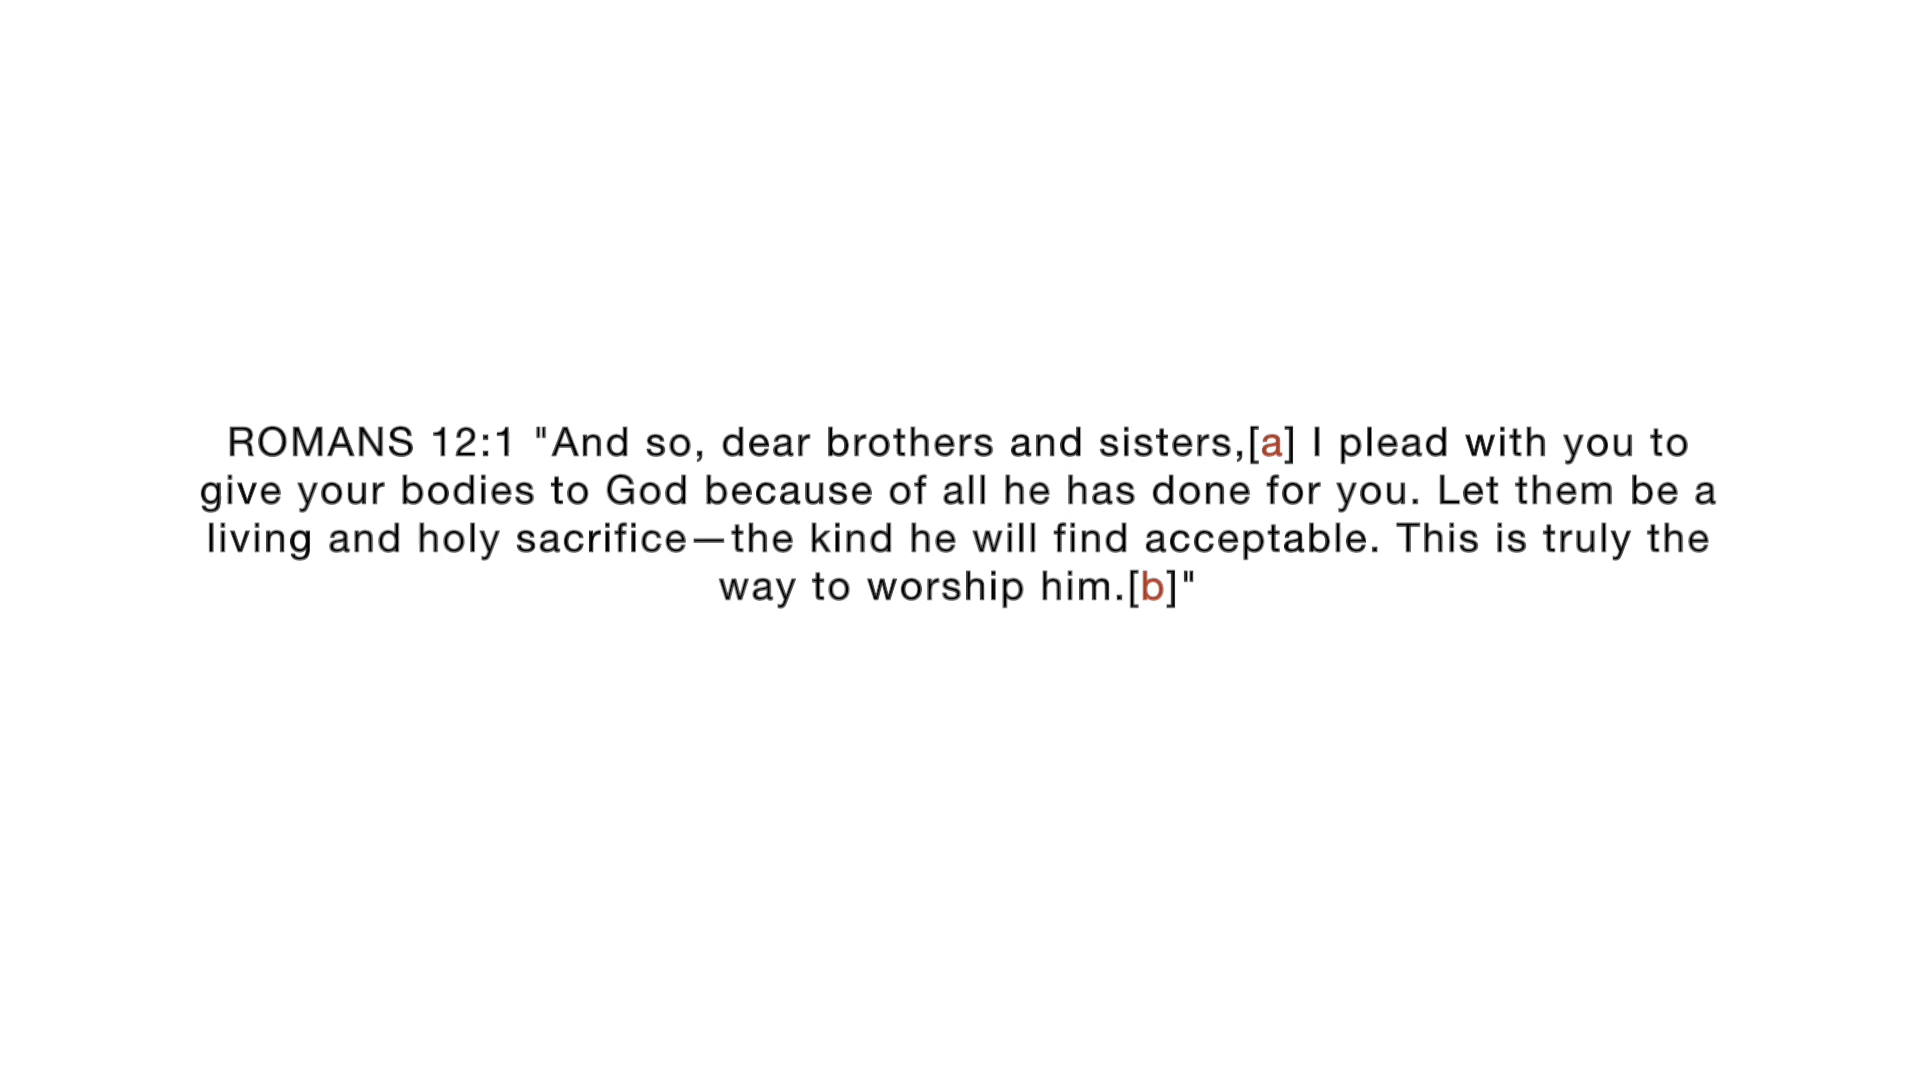 ROMANS 12:1 "And so, dear brothers and sisters,[a] I plead with you to
give your bodies to God because of all he has done for you. Let them be a
living and holy sacrifice—the kind he will find acceptable. This is truly the
way to worship him.[b]"